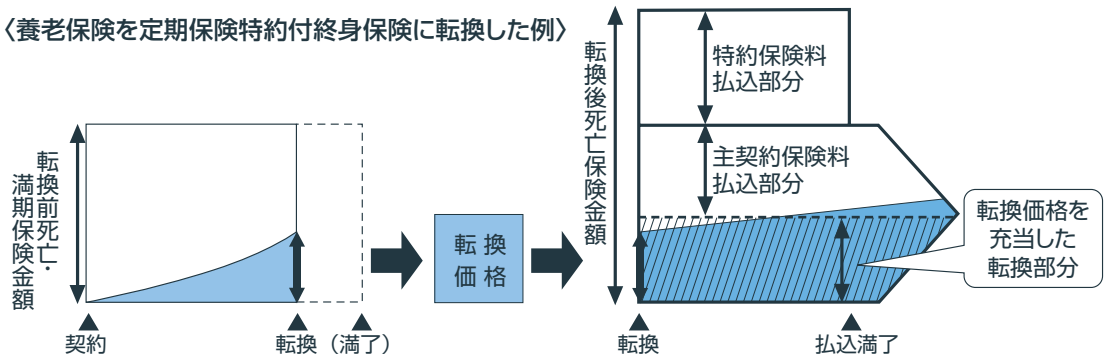 〈養老保険を定期保険特約付終身保険に転換した例〉
転換前死亡・
満期保険金額
契約
転換
（満了）
転換
価格
転換後死亡保険金額
特約保険料
払込部分
主契約保険料
払込部分
転換価格を
充当した
転換部分
転換
払込満了